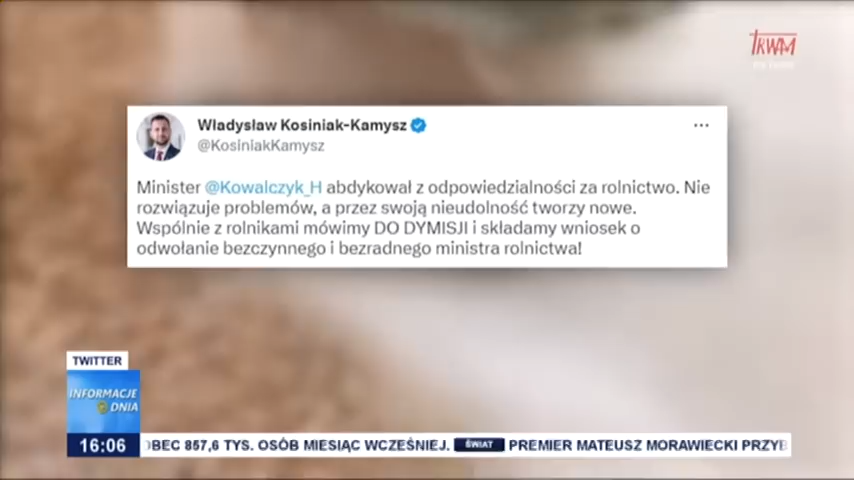 TRWAM
Władysław Kosiniak-Kamysz
@KosiniakKamysz
Minister @Kowalczyk_H abdykował z odpowiedzialności za rolnictwo. Nie
rozwiązuje problemów, a przez swoją nieudolność tworzy nowe.
Wspólnie z rolnikami mówimy DO DYMISJI i składamy wniosek o
odwołanie bezczynnego i bezradnego ministra rolnictwa!
TWITTER
INFORMACJE
DNIA
16:06
OBEC 857,6 TYS. OSÓB MIESIĄC WCZEŚNIEJ. ŚWIAT PREMIER MATEUSZ MORAWIECKI PRZYB